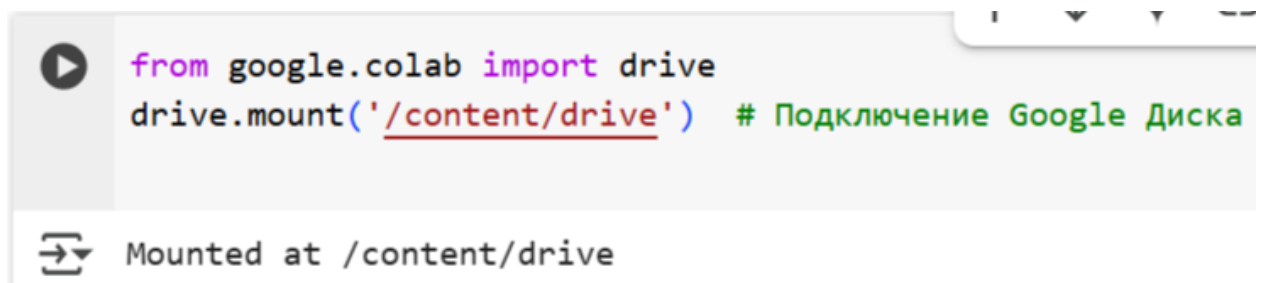 from google.colab import drive
drive.mount('/content/drive')  # Подключение Google Диска
Mounted at /content/drive